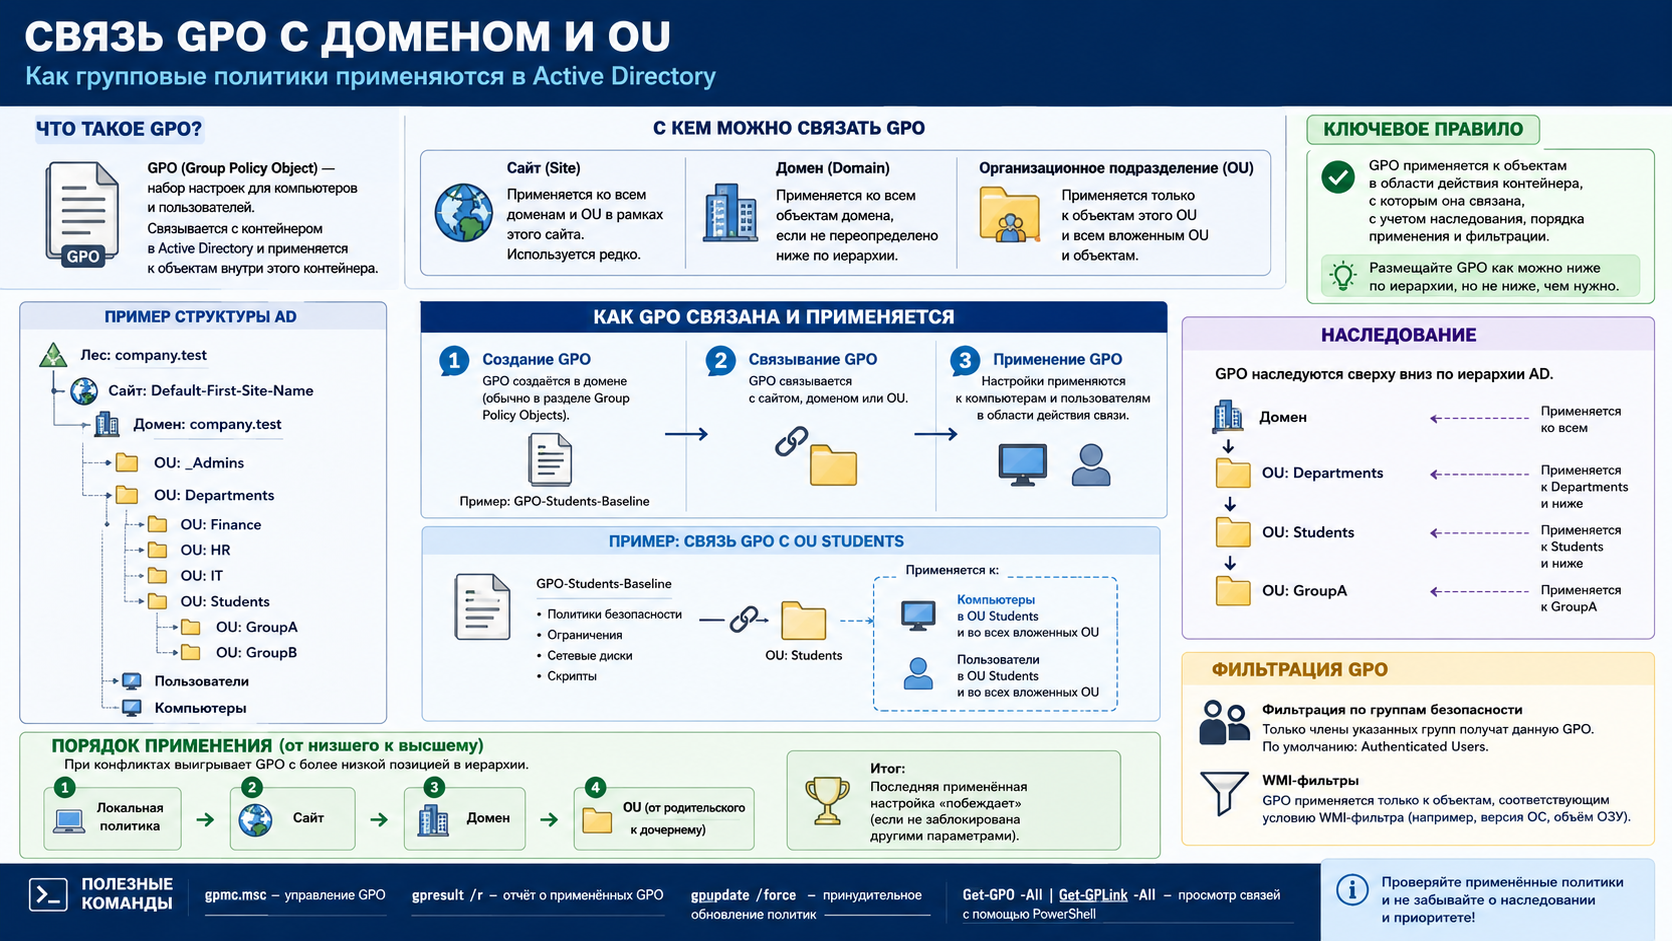 СВЯЗЬ GPO С ДОМЕНОМ И OU
Как групповые политики применяются в Active Directory
ЧТО ТАКОЕ GPO?
GPO (Group Policy Object) —
набор настроек для компьютеров
и пользователей.
Связывается с контейнером
в Active Directory и применяется
к объектам внутри этого контейнера.
GPO
С КЕМ МОЖНО СВЯЗАТЬ GPO
Сайт (Site)
Применяется ко всем
доменам и OU в рамках
этого сайта.
Используется редко.
Домен (Domain)
Применяется ко всем
объектам домена,
если не переопределено
ниже по иерархии.
Организационное подразделение (OU)
Применяется только
к объектам этого OU
и всем вложенным OU
и объектам.
КЛЮЧЕВОЕ ПРАВИЛО
GPO применяется к объектам
в области действия контейнера,
с которым она связана,
с учетом наследования, порядка
применения и фильтрации.
Размещайте GPO как можно ниже
по иерархии, но не ниже, чем нужно.
ПРИМЕР СТРУКТУРЫ AD
Лес: company.test
Сайт: Default-First-Site-Name
Домен: company.test
OU: _Admins
OU: Departments
OU: Finance
OU: HR
OU: IT
OU: Students
OU: GroupA
OU: GroupB
Пользователи
Компьютеры
КАК GPO СВЯЗАНА И ПРИМЕНЯЕТСЯ
1 Создание GPO
GPO создаётся в домене
(обычно в разделе Group
Policy Objects).
Пример: GPO-Students-Baseline
2 Связывание GPO
GPO связывается
с сайтом, доменом или OU.
3 Применение GPO
Настройки применяются
к компьютерам и пользователям
в области действия связи.
ПРИМЕР: СВЯЗЬ GPO С OU STUDENTS
GPO-Students-Baseline
• Политики безопасности
• Ограничения
• Сетевые диски
• Скрипты
OU: Students
Применяется к:
Компьютеры
в OU Students
и во всех вложенных OU
Пользователи
в OU Students
и во всех вложенных OU
НАСЛЕДОВАНИЕ
GPO наследуются сверху вниз по иерархии AD.
Домен
Применяется
ко всем
OU: Departments
Применяется
к Departments
и ниже
OU: Students
Применяется
к Students
и ниже
OU: GroupA
Применяется
к GroupA
ФИЛЬТРАЦИЯ GPO
Фильтрация по группам безопасности
Только члены указанных групп получат данную GPO.
По умолчанию: Authenticated Users.
WMI-фильтры
GPO применяется только к объектам, соответствующим
условию WMI-фильтра (например, версия ОС, объём ОЗУ).
ПОРЯДОК ПРИМЕНЕНИЯ (от низшего к высшему)
При конфликтах выигрывает GPO с более низкой позицией в иерархии.
1
Локальная
политика
2
Сайт
3
Домен
4
OU (от родительского
к дочернему)
Итог:
Последняя применённая
настройка «побеждает»
(если не заблокирована
другими параметрами).
ПОЛЕЗНЫЕ
КОМАНДЫ
gpmc.msc — управление GPO
gpresult /r — отчёт о применённых GPO
gpupdate /force — принудительное
обновление политик
Get-GPO -All | Get-GPLink -All — просмотр связей
с помощью PowerShell
Проверяйте применённые политики
и не забывайте о наследовании
и приоритете!